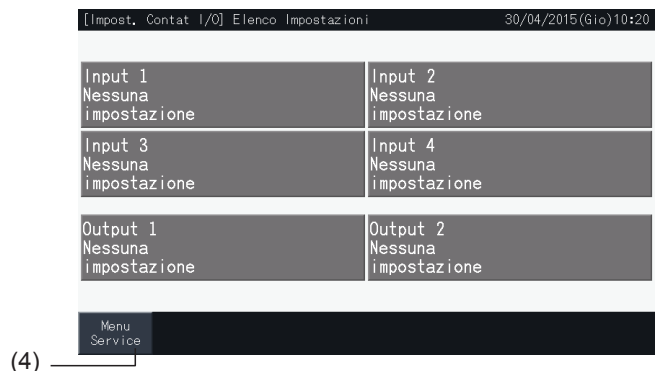 [Impost. Contat I/O] Elenco Impostazioni 30/04/2015(Gio)10:20
Input 1
Nessuna
impostazione
Input 2
Nessuna
impostazione
Input 3
Nessuna
impostazione
Input 4
Nessuna
impostazione
Output 1
Nessuna
impostazione
Output 2
Nessuna
impostazione
Menu
Service
(4)